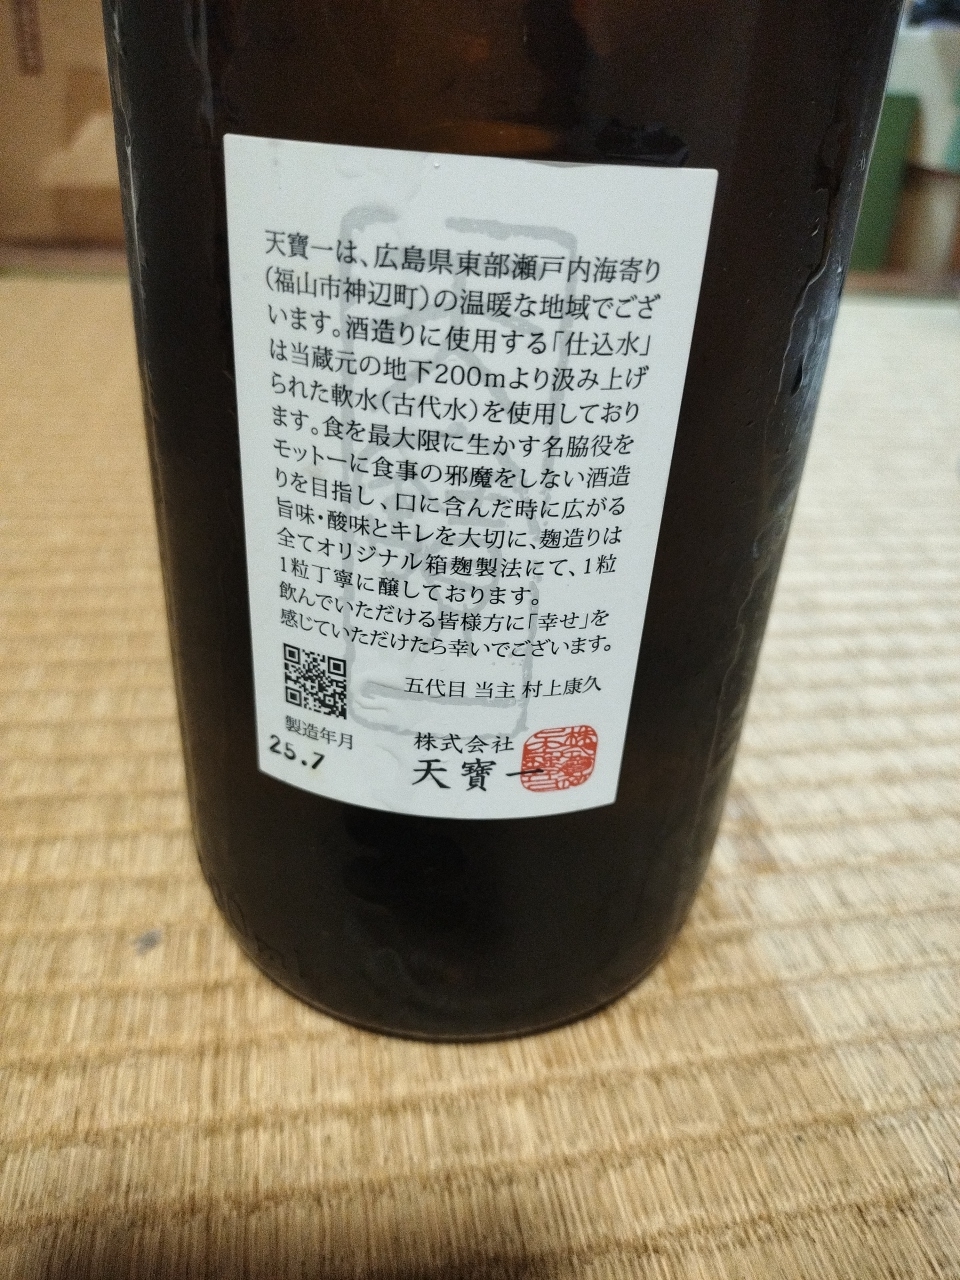 天寶一は、広島県東部瀬戸内海寄り
(福山市神辺町)の温暖な地域でござ
います。酒造りに使用する「仕込水」
は当蔵元の地下200mより汲み上げ
られた軟水(古代水)を使用しており
ます。食を最大限に生かす名脇役を
モットーに食事の邪魔をしない酒造
りを目指し、口に含んだ時に広がる
旨味・酸味とキレを大切に、麹造りは
全てオリジナル箱麹製法にて、1粒
1粒丁寧に醸しております。
飲んでいただける皆様方に「幸せ」を
感じていただけたら幸いでございます。
五代目 当主 村上康久
製造年月
25.7
株式会社
天寶一